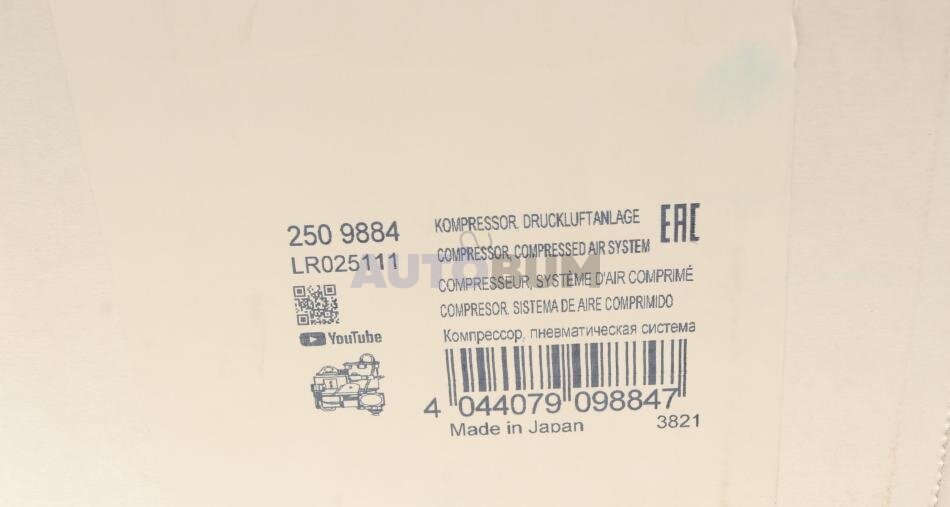 250 9884
LR025111
YouTube
KOMPRESSOR, DRUCKLUFTANLAGE
EAC
COMPRESSOR, COMPRESSED AIR SYSTEM
COMPRESSEUR, SYSTÈME D'AIR COMPRIMÉ
COMPRESOR, SISTEMA DE AIRE COMPRIMIDO
Компрессор, пневматическая система
4 044079 098847
Made in Japan
3821
AUTOBUM